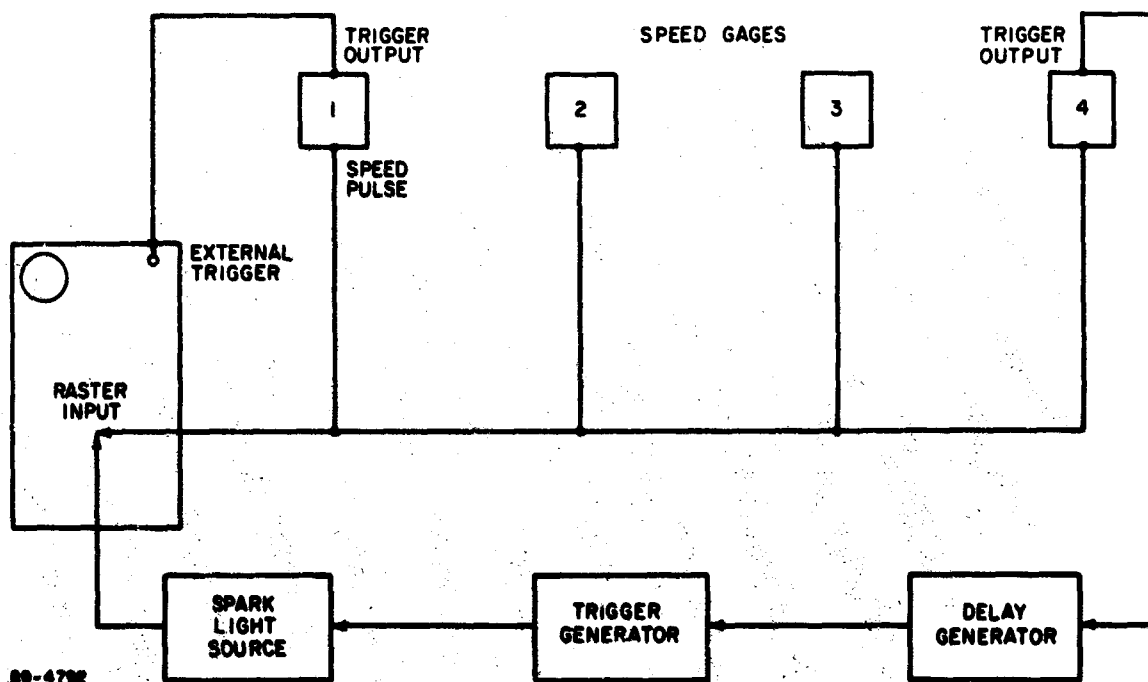 TRIGGER
OUTPUT
SPEED GAGES
TRIGGER
OUTPUT
1
2
3
4
SPEED
PULSE
EXTERNAL
TRIGGER
RASTER
INPUT
SPARK
LIGHT
SOURCE
TRIGGER
GENERATOR
DELAY
GENERATOR